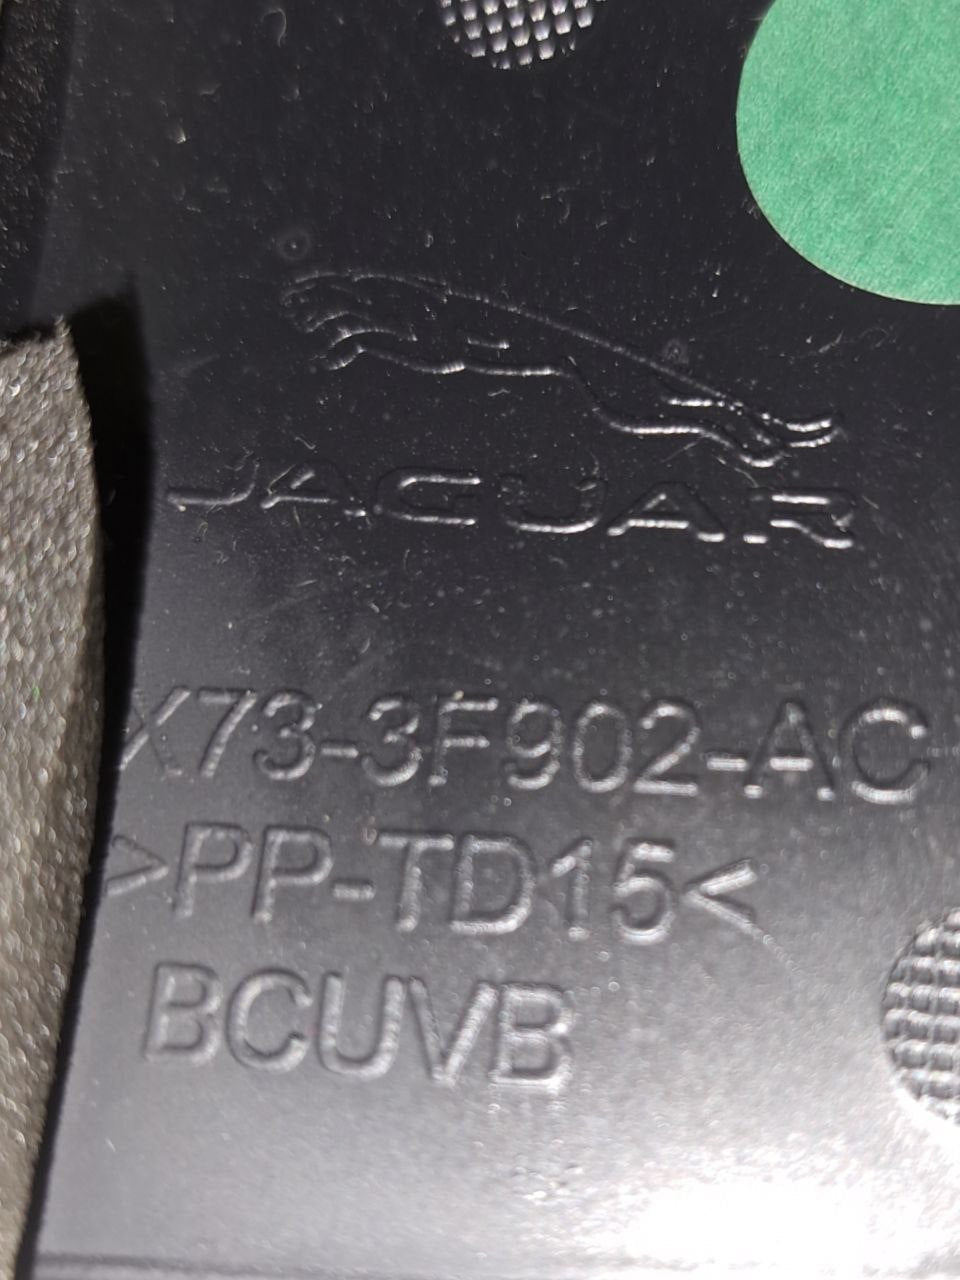 JAGUAR
X73-3F902-AC
>PP-TD15<
BCUVB